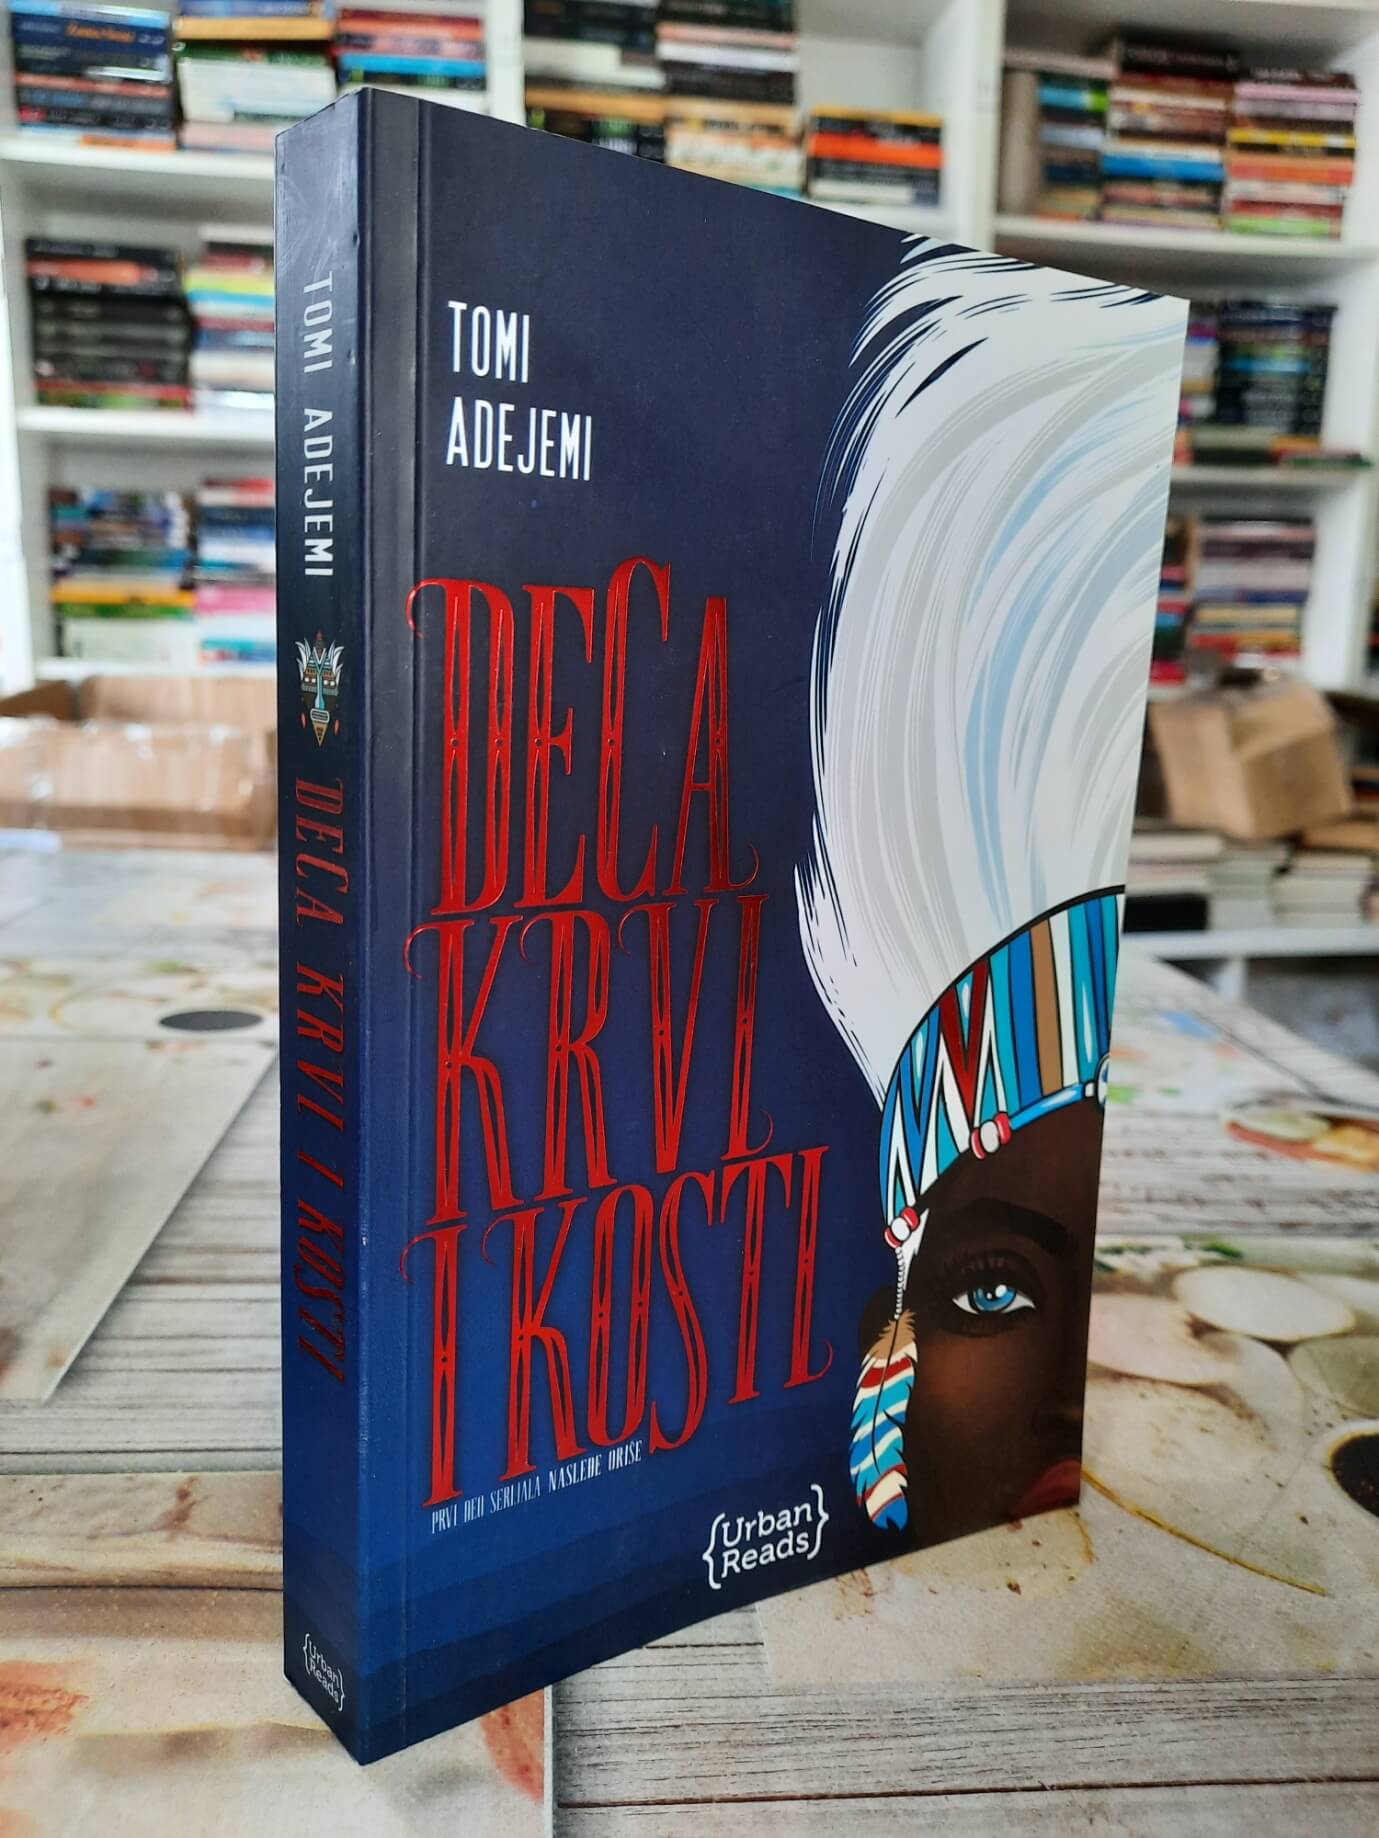 TOMI ADEJEMI DECA KRVI I KOSTI
{Urban
Reads}
TOMI
ADEJEMI
DECA
KRVI
I KOSTI
PRVI DEO SERIJALA NASLEĐE ORIŠE
{Urban
Reads}